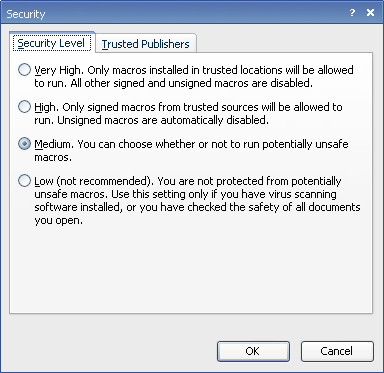 Security
Security Level Trusted Publishers
Very High. Only macros installed in trusted locations will be allowed
to run. All other signed and unsigned macros are disabled.
High. Only signed macros from trusted sources will be allowed to
run. Unsigned macros are automatically disabled.
Medium. You can choose whether or not to run potentially unsafe
macros.
Low (not recommended). You are not protected from potentially
unsafe macros. Use this setting only if you have virus scanning
software installed, or you have checked the safety of all documents
you open.
OK Cancel